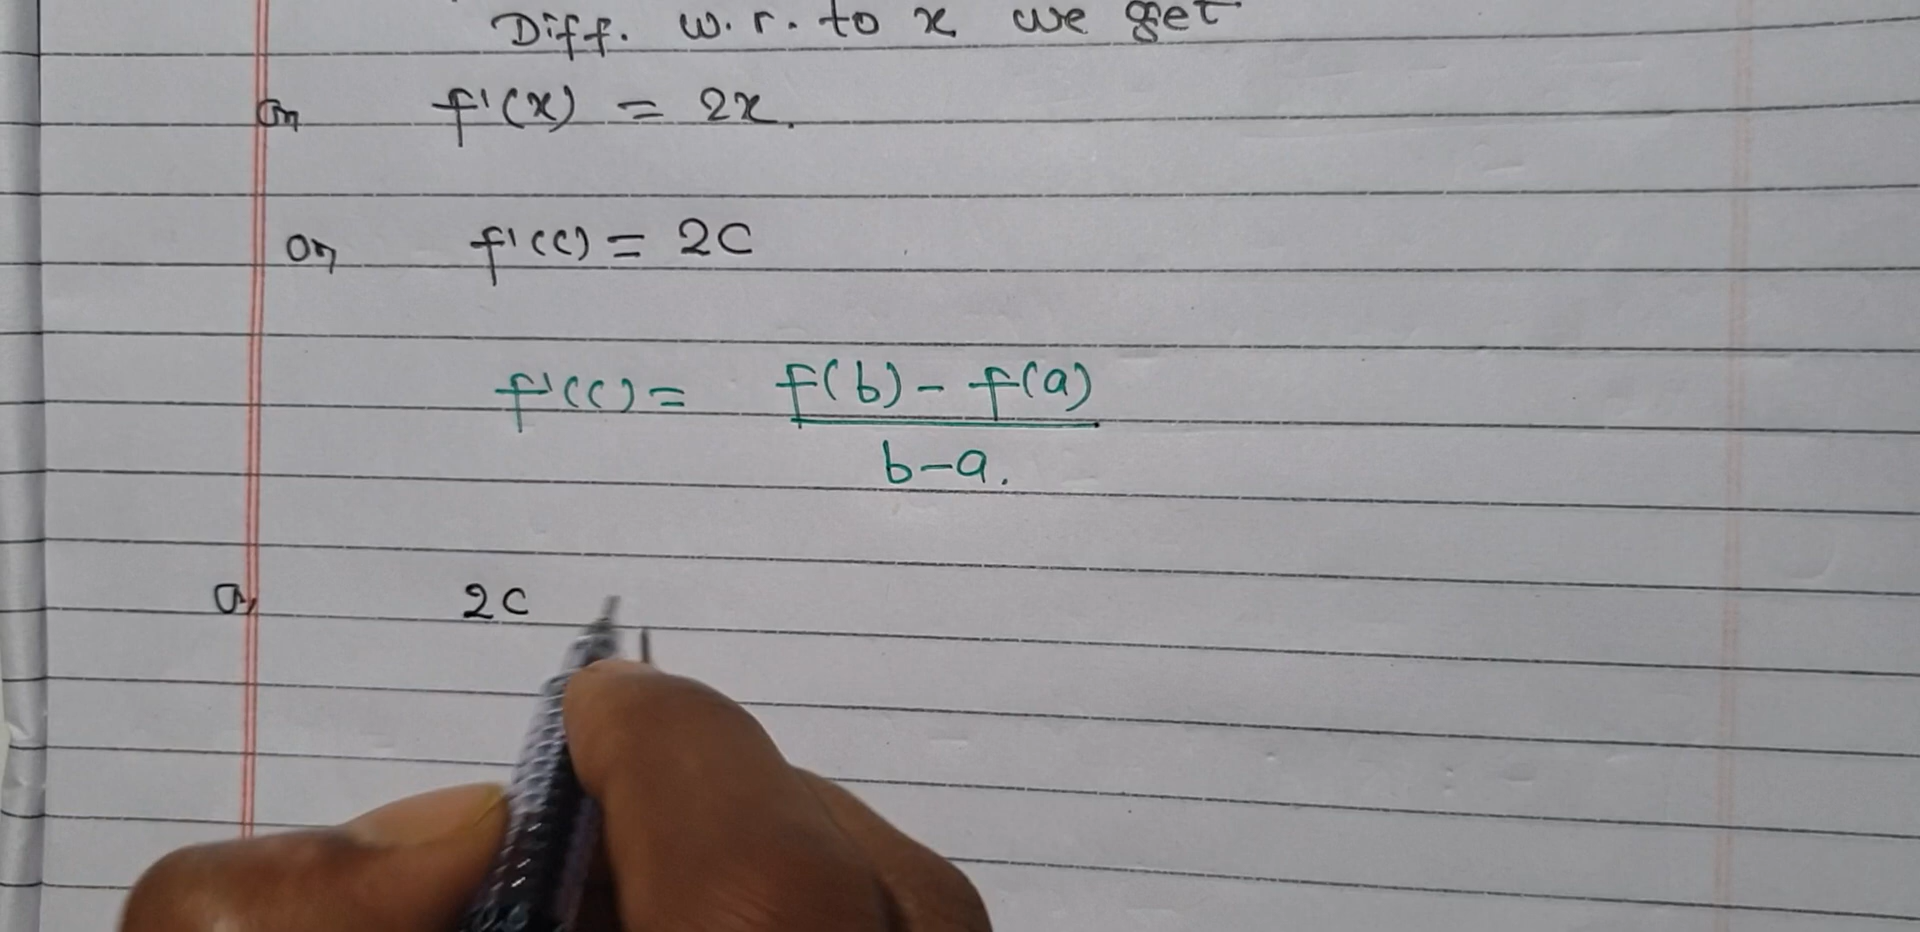 Diff. w.r. to x we get
or f'(x) = 2x.
or f'(c) = 2c
f'(c) = f(b) - f(a)
b-a.
or 2c